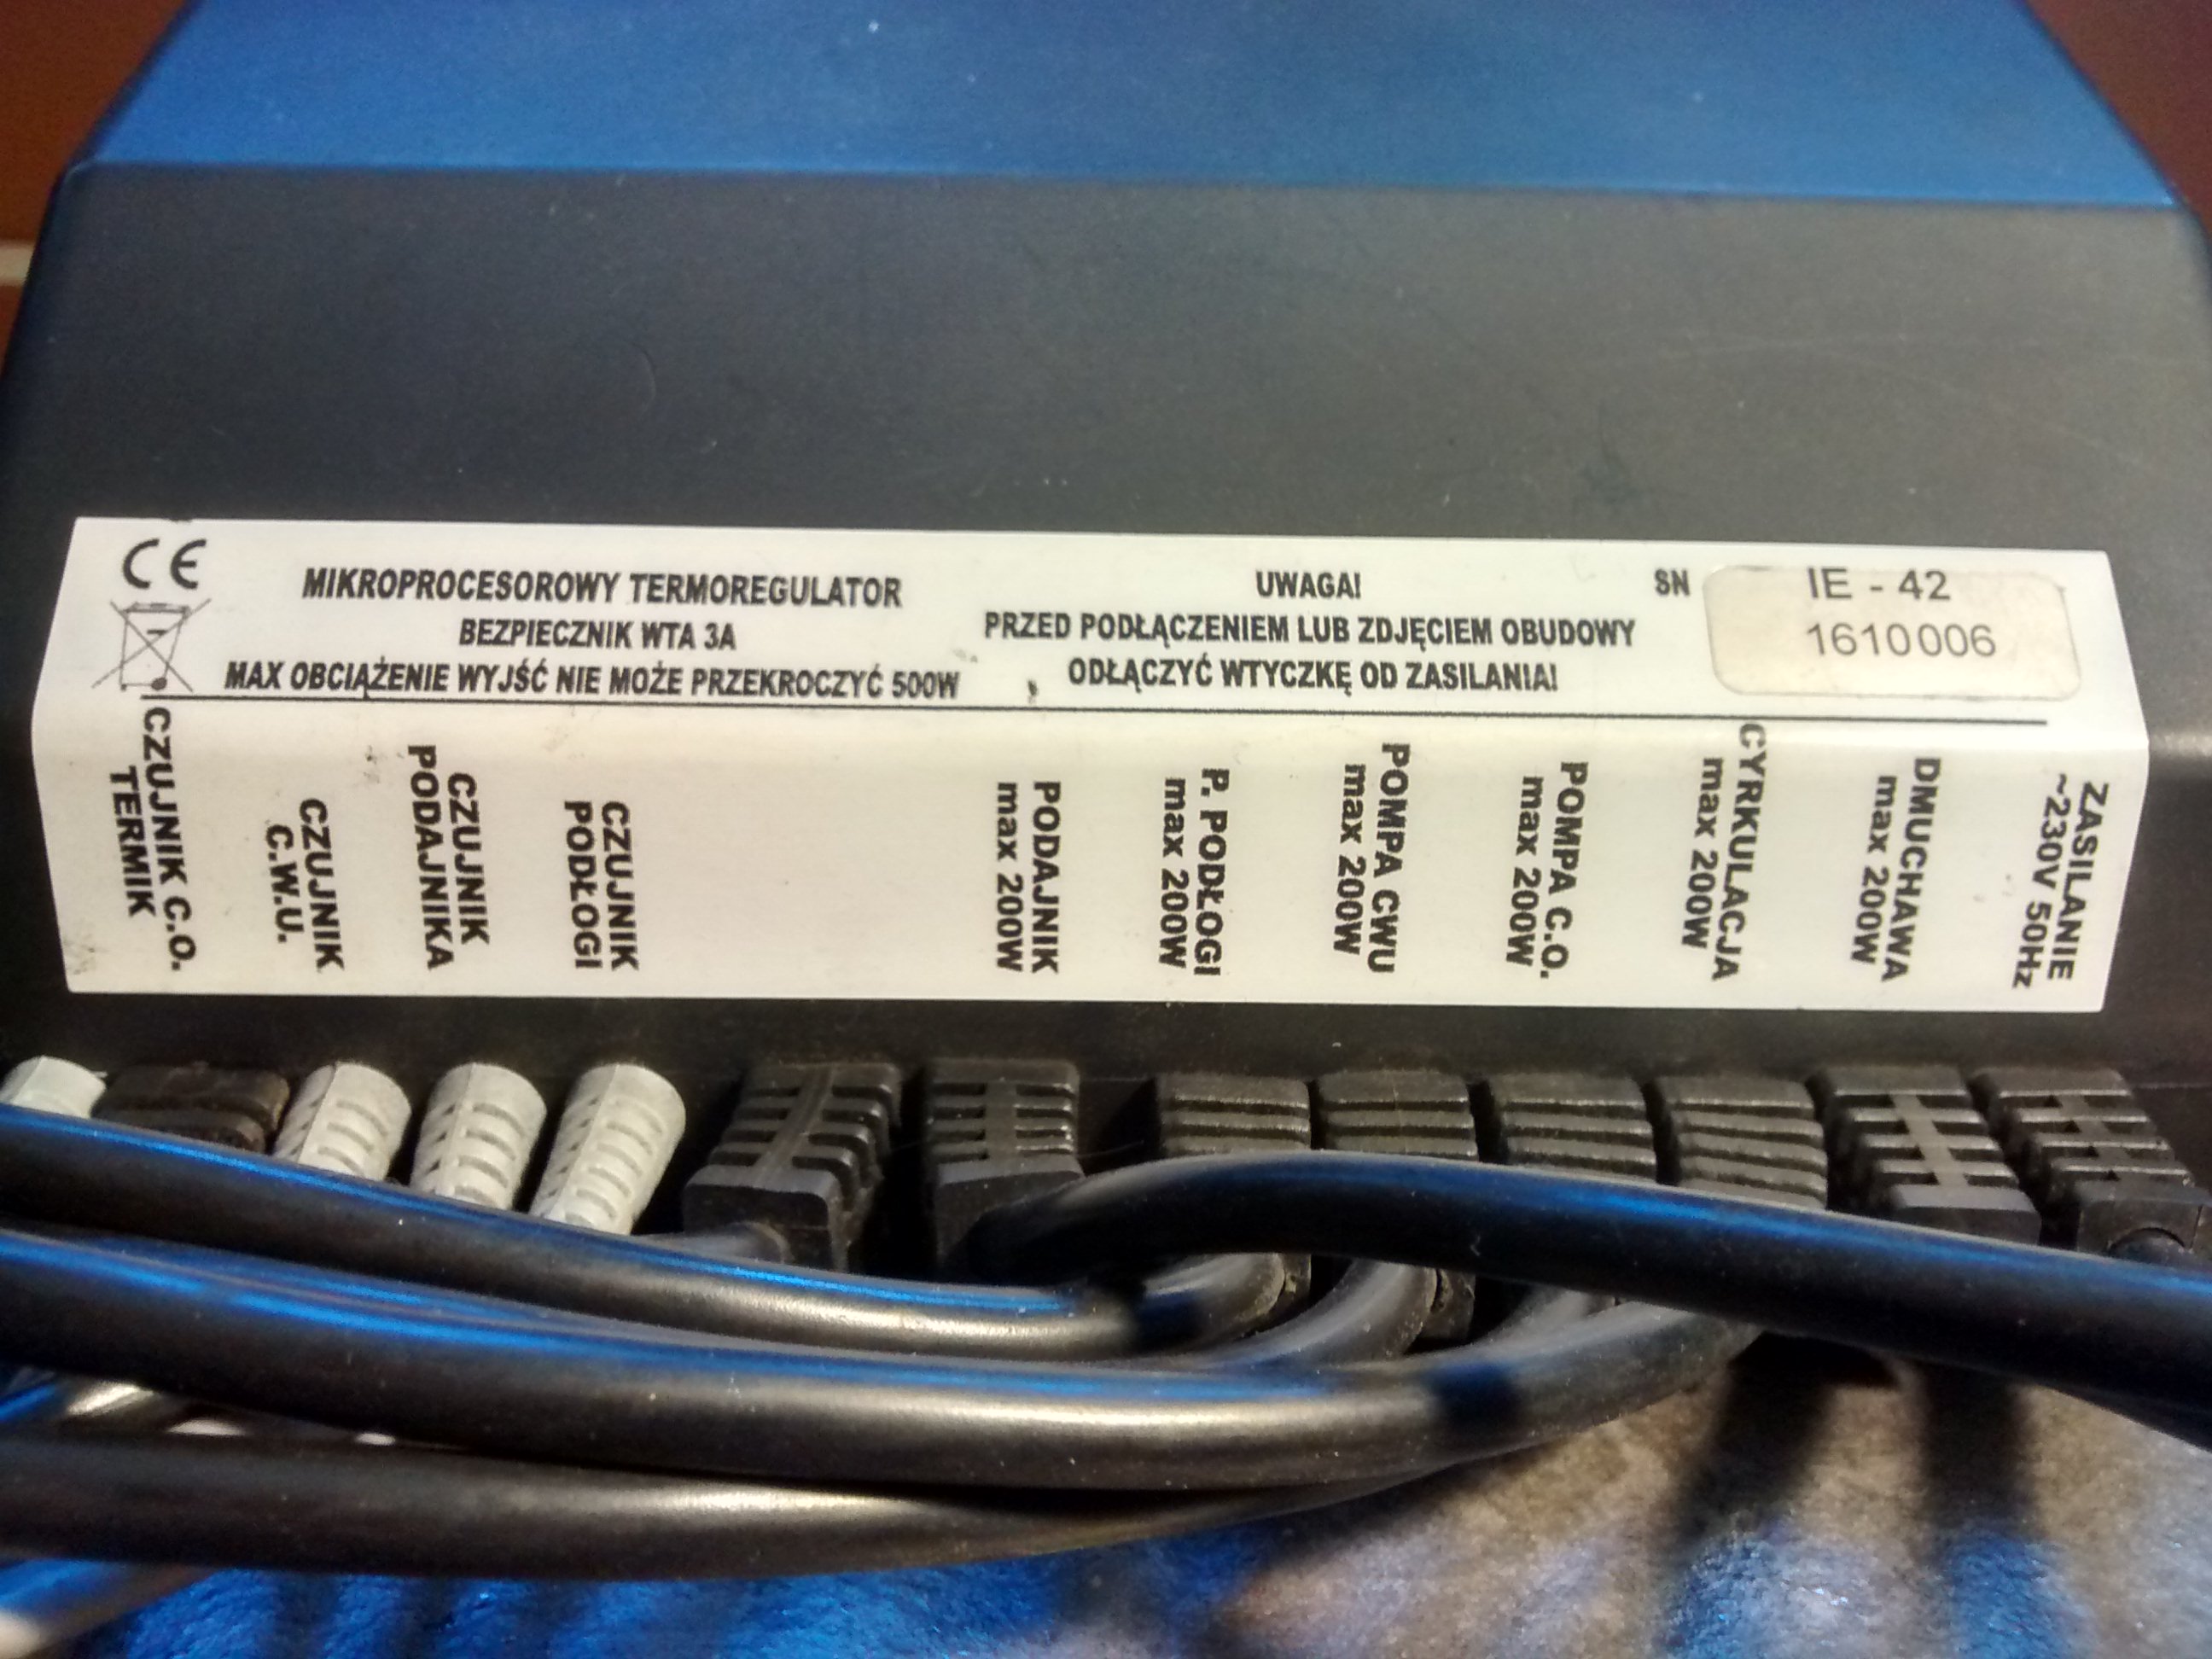 CE
MIKROPROCESOROWY TERMOREGULATOR
BEZPIECZNIK WTA 3A
MAX OBCIĄŻENIE WYJŚĆ NIE MOŻE PRZEKROCZYĆ 500W
UWAGA!
PRZED PODŁĄCZENIEM LUB ZDJĘCIEM OBUDOWY
ODŁĄCZYĆ WTYCZKĘ OD ZASILANIA!
SN
IE - 42
1610006
CZUJNIK C.O.
TERMIK
CZUJNIK
C.W.U.
CZUJNIK
PODAJNIKA
CZUJNIK
PODŁOGI
PODAJNIK
max 200W
P. PODŁOGI
max 200W
POMPA CWU
max 200W
POMPA C.O.
max 200W
CYRKULACJA
max 200W
DMUCHAWA
max 200W
ZASILANIE
~230V 50Hz